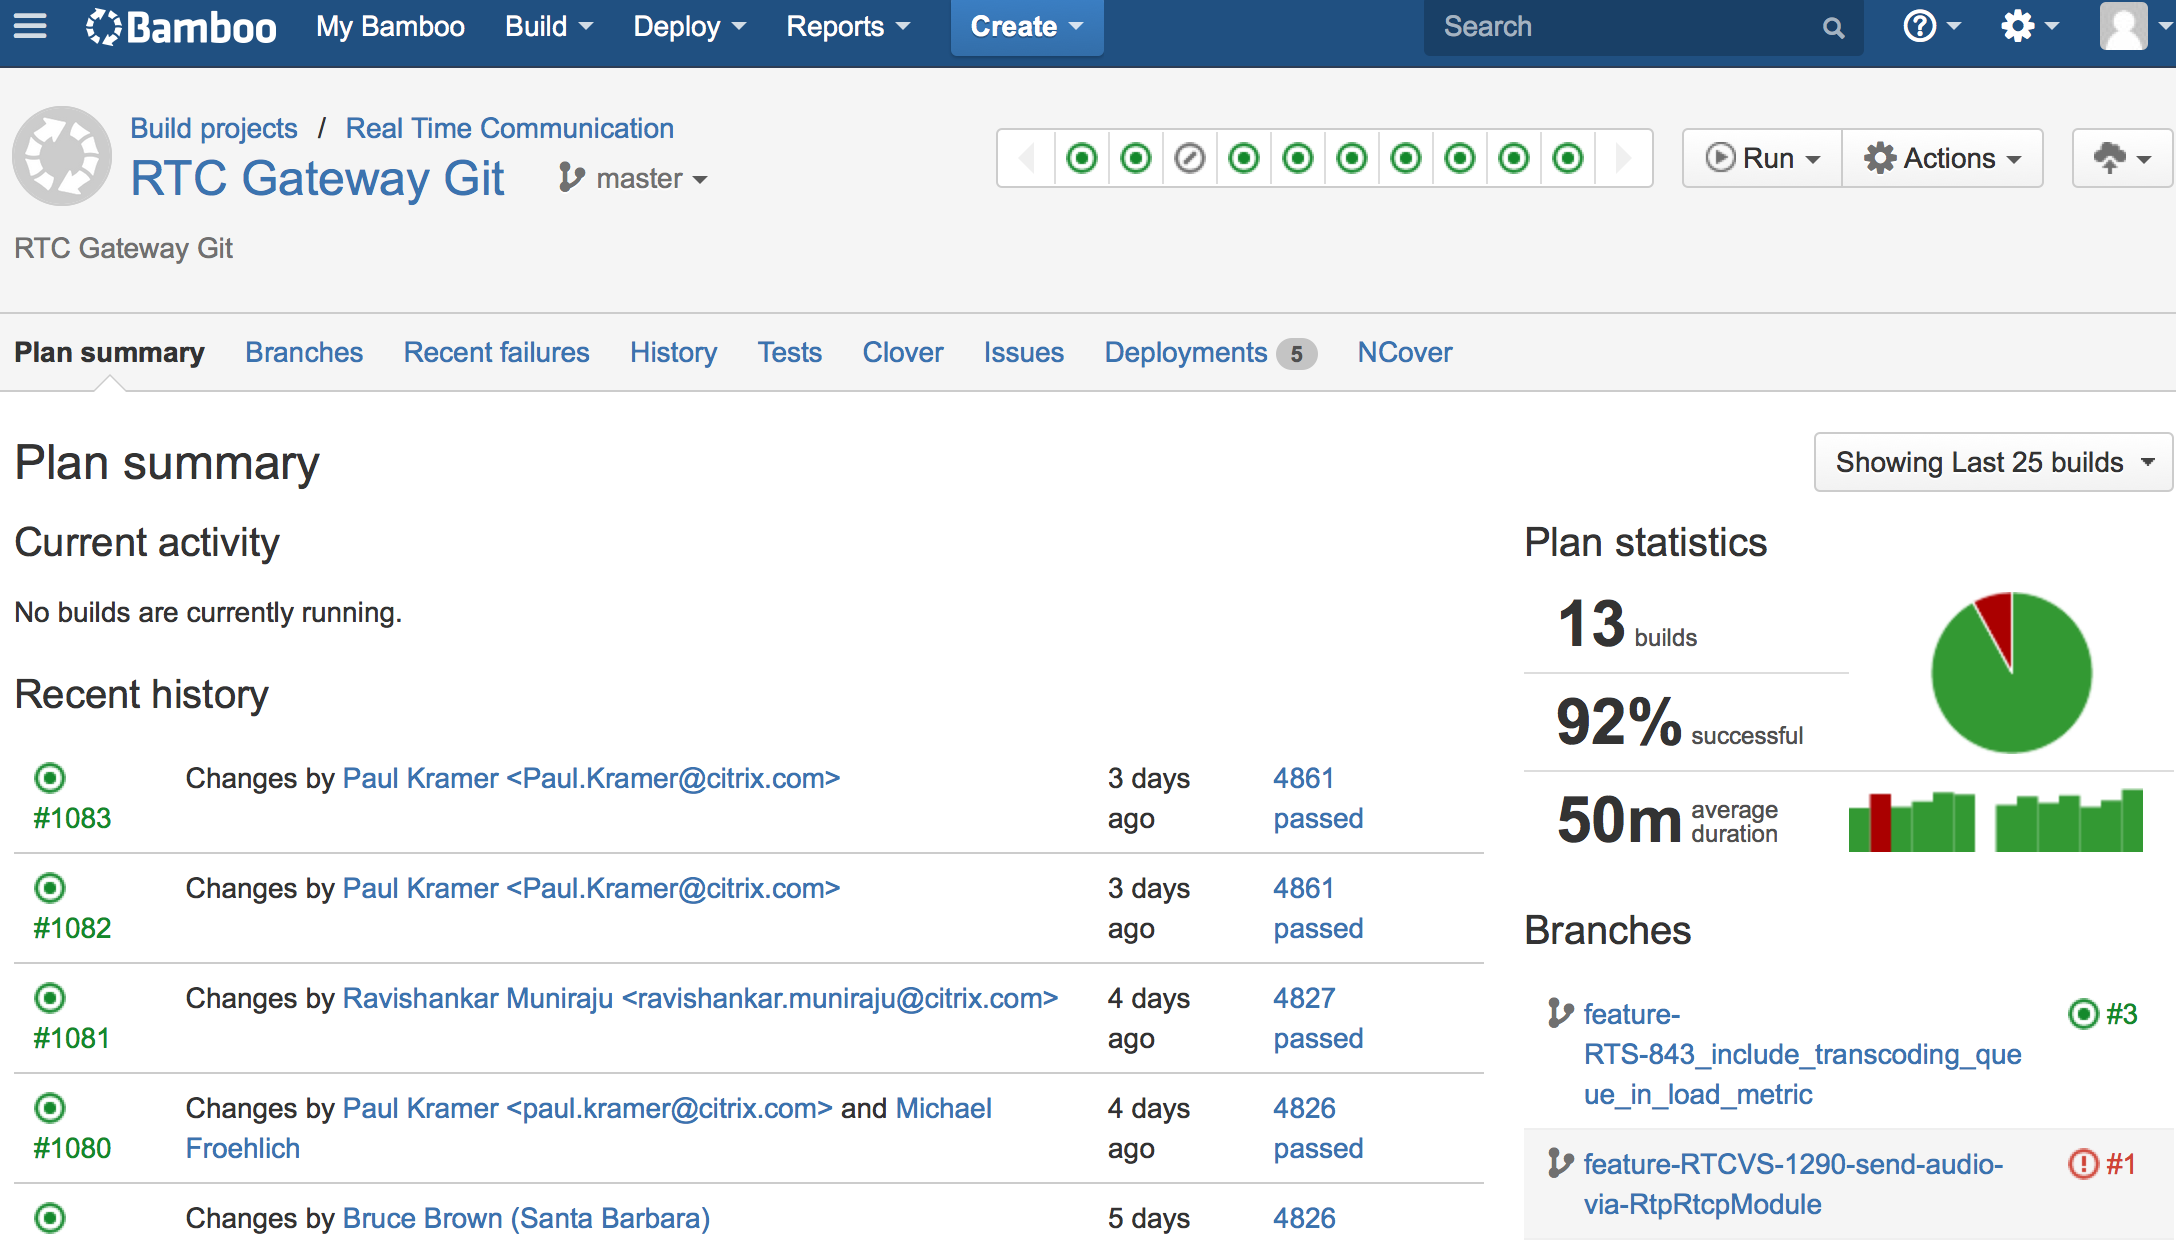 Bamboo My Bamboo Build Deploy Reports Create Search
Build projects / Real Time Communication
RTC Gateway Git master
Run Actions
RTC Gateway Git
Plan summary Branches Recent failures History Tests Clover Issues Deployments 5 NCover
Plan summary
Showing Last 25 builds
Current activity
No builds are currently running.
Recent history
#1083 Changes by Paul Kramer <Paul.Kramer@citrix.com> 3 days ago 4861 passed
#1082 Changes by Paul Kramer <Paul.Kramer@citrix.com> 3 days ago 4861 passed
#1081 Changes by Ravishankar Muniraju <ravishankar.muniraju@citrix.com> 4 days ago 4827 passed
#1080 Changes by Paul Kramer <paul.kramer@citrix.com> and Michael
Froehlich 4 days ago 4826 passed
Changes by Bruce Brown (Santa Barbara) 5 days 4826
Plan statistics
13 builds
92% successful
50m average
duration
Branches
feature-
RTS-843_include_transcoding_que
ue_in_load_metric
#3
feature-RTCVS-1290-send-audio-
via-RtpRtcpModule
#1